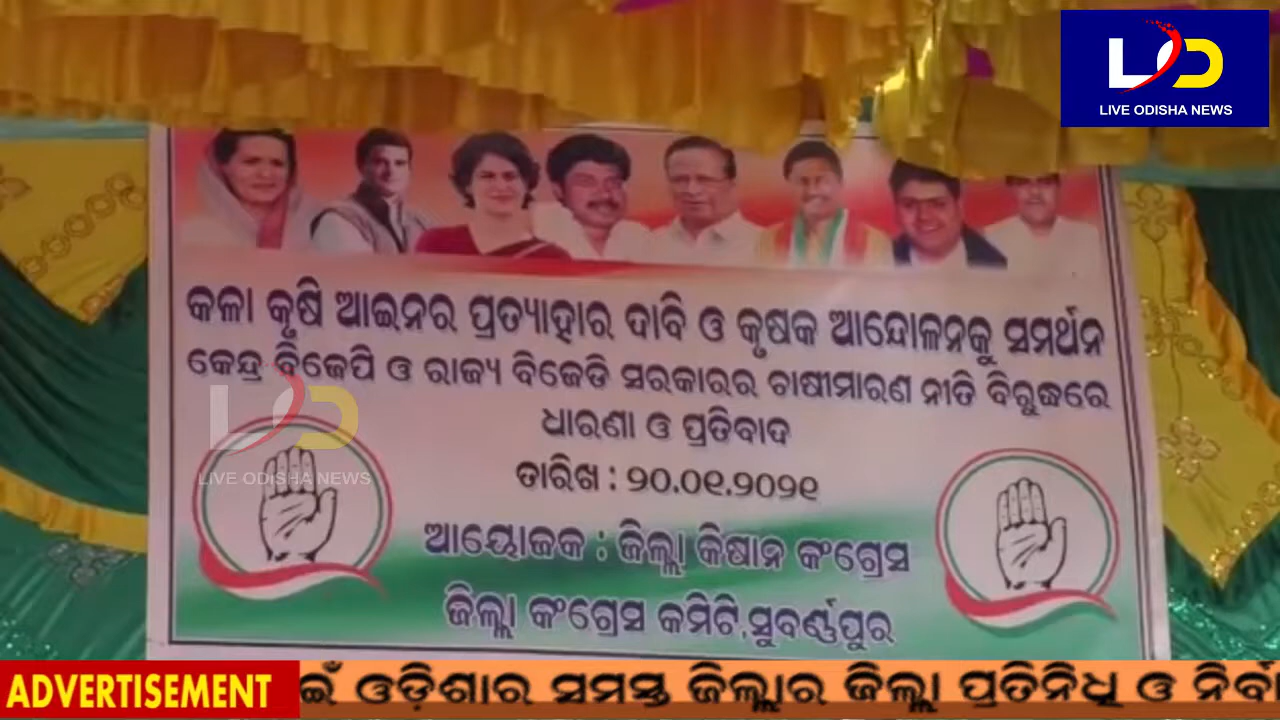 LIVE ODISHA NEWS
କଳା କୃଷି ଆଇନର ପ୍ରତ୍ୟାହାର ଦାବି ଓ କୃଷକ ଆନ୍ଦୋଳନକୁ ସମର୍ଥନ
କେନ୍ଦ୍ର ବିଜେପି ଓ ରାଜ୍ୟ ବିଜେଡି ସରକାରର ଚାଷୀମାରଣ ନୀତି ବିରୁଦ୍ଧରେ
ଧାରଣା ଓ ପ୍ରତିବାଦ
ତାରିଖ : ୨୦.୦୧.୨୦୨୧
LIVE ODISHA NEWS
ଆୟୋଜକ : ଜିଲ୍ଲା କିଷାନ କଂଗ୍ରେସ
ଜିଲ୍ଲା କଂଗ୍ରେସ କମିଟି,ସୁବର୍ଣ୍ଣପୁର
ADVERTISEMENT ଓଡ଼ିଶାର ସମସ୍ତ ଜିଲ୍ଲାର ଜିଲ୍ଲା ପ୍ରତିନିଧି ଓ